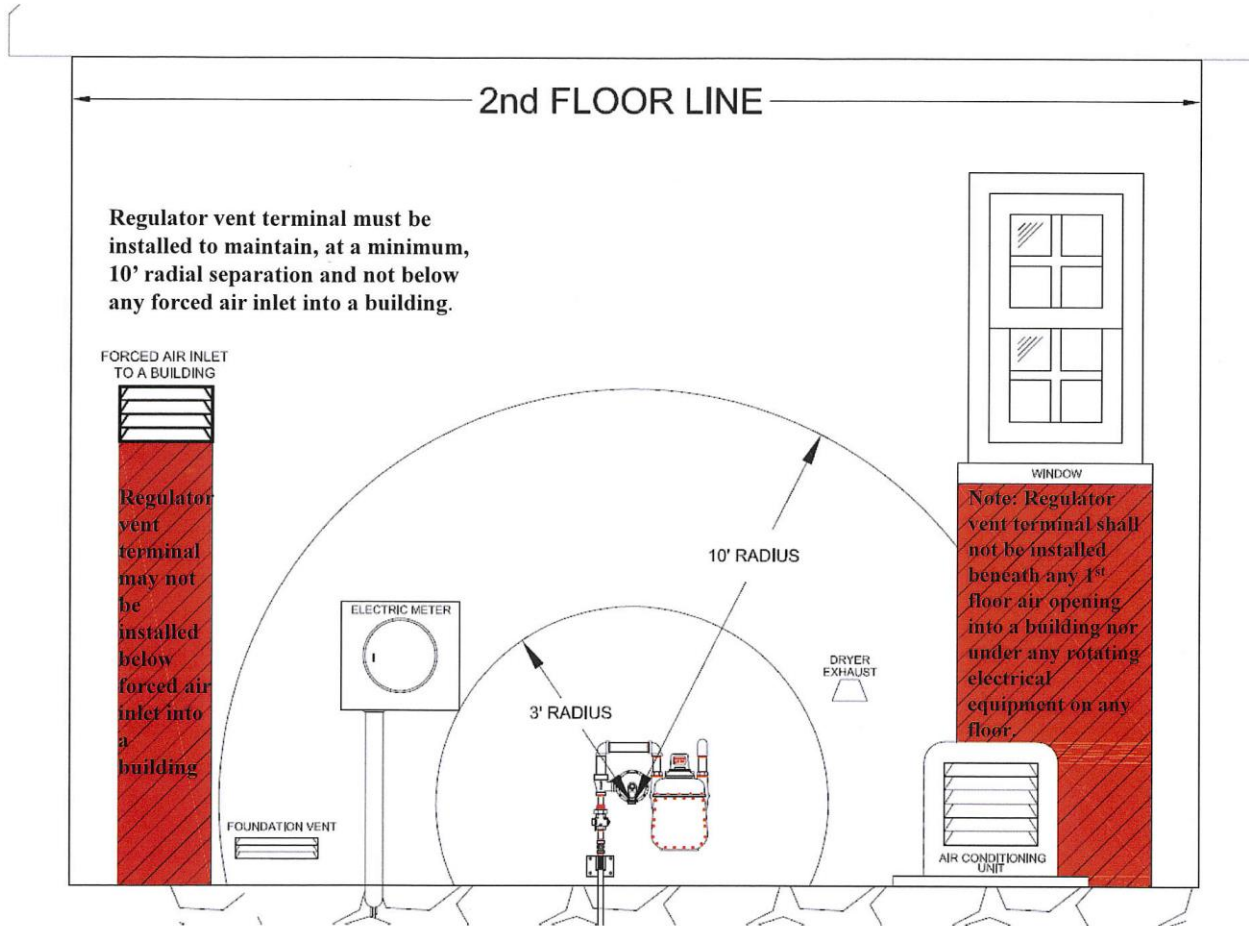 2nd FLOOR LINE
Regulator vent terminal must be
installed to maintain, at a minimum,
10’ radial separation and not below
any forced air inlet into a building.
FORCED AIR INLET
TO A BUILDING
Regulator
vent
terminal
may not
be
installed
below
forced air
inlet into
a
building
FOUNDATION VENT
ELECTRIC METER
3' RADIUS
10' RADIUS
DRYER
EXHAUST
WINDOW
Note: Regulator
vent terminal shall
not be installed
beneath any 1st
floor air opening
into a building nor
under any rotating
electrical
equipment on any
floor.
AIR CONDITIONING
UNIT